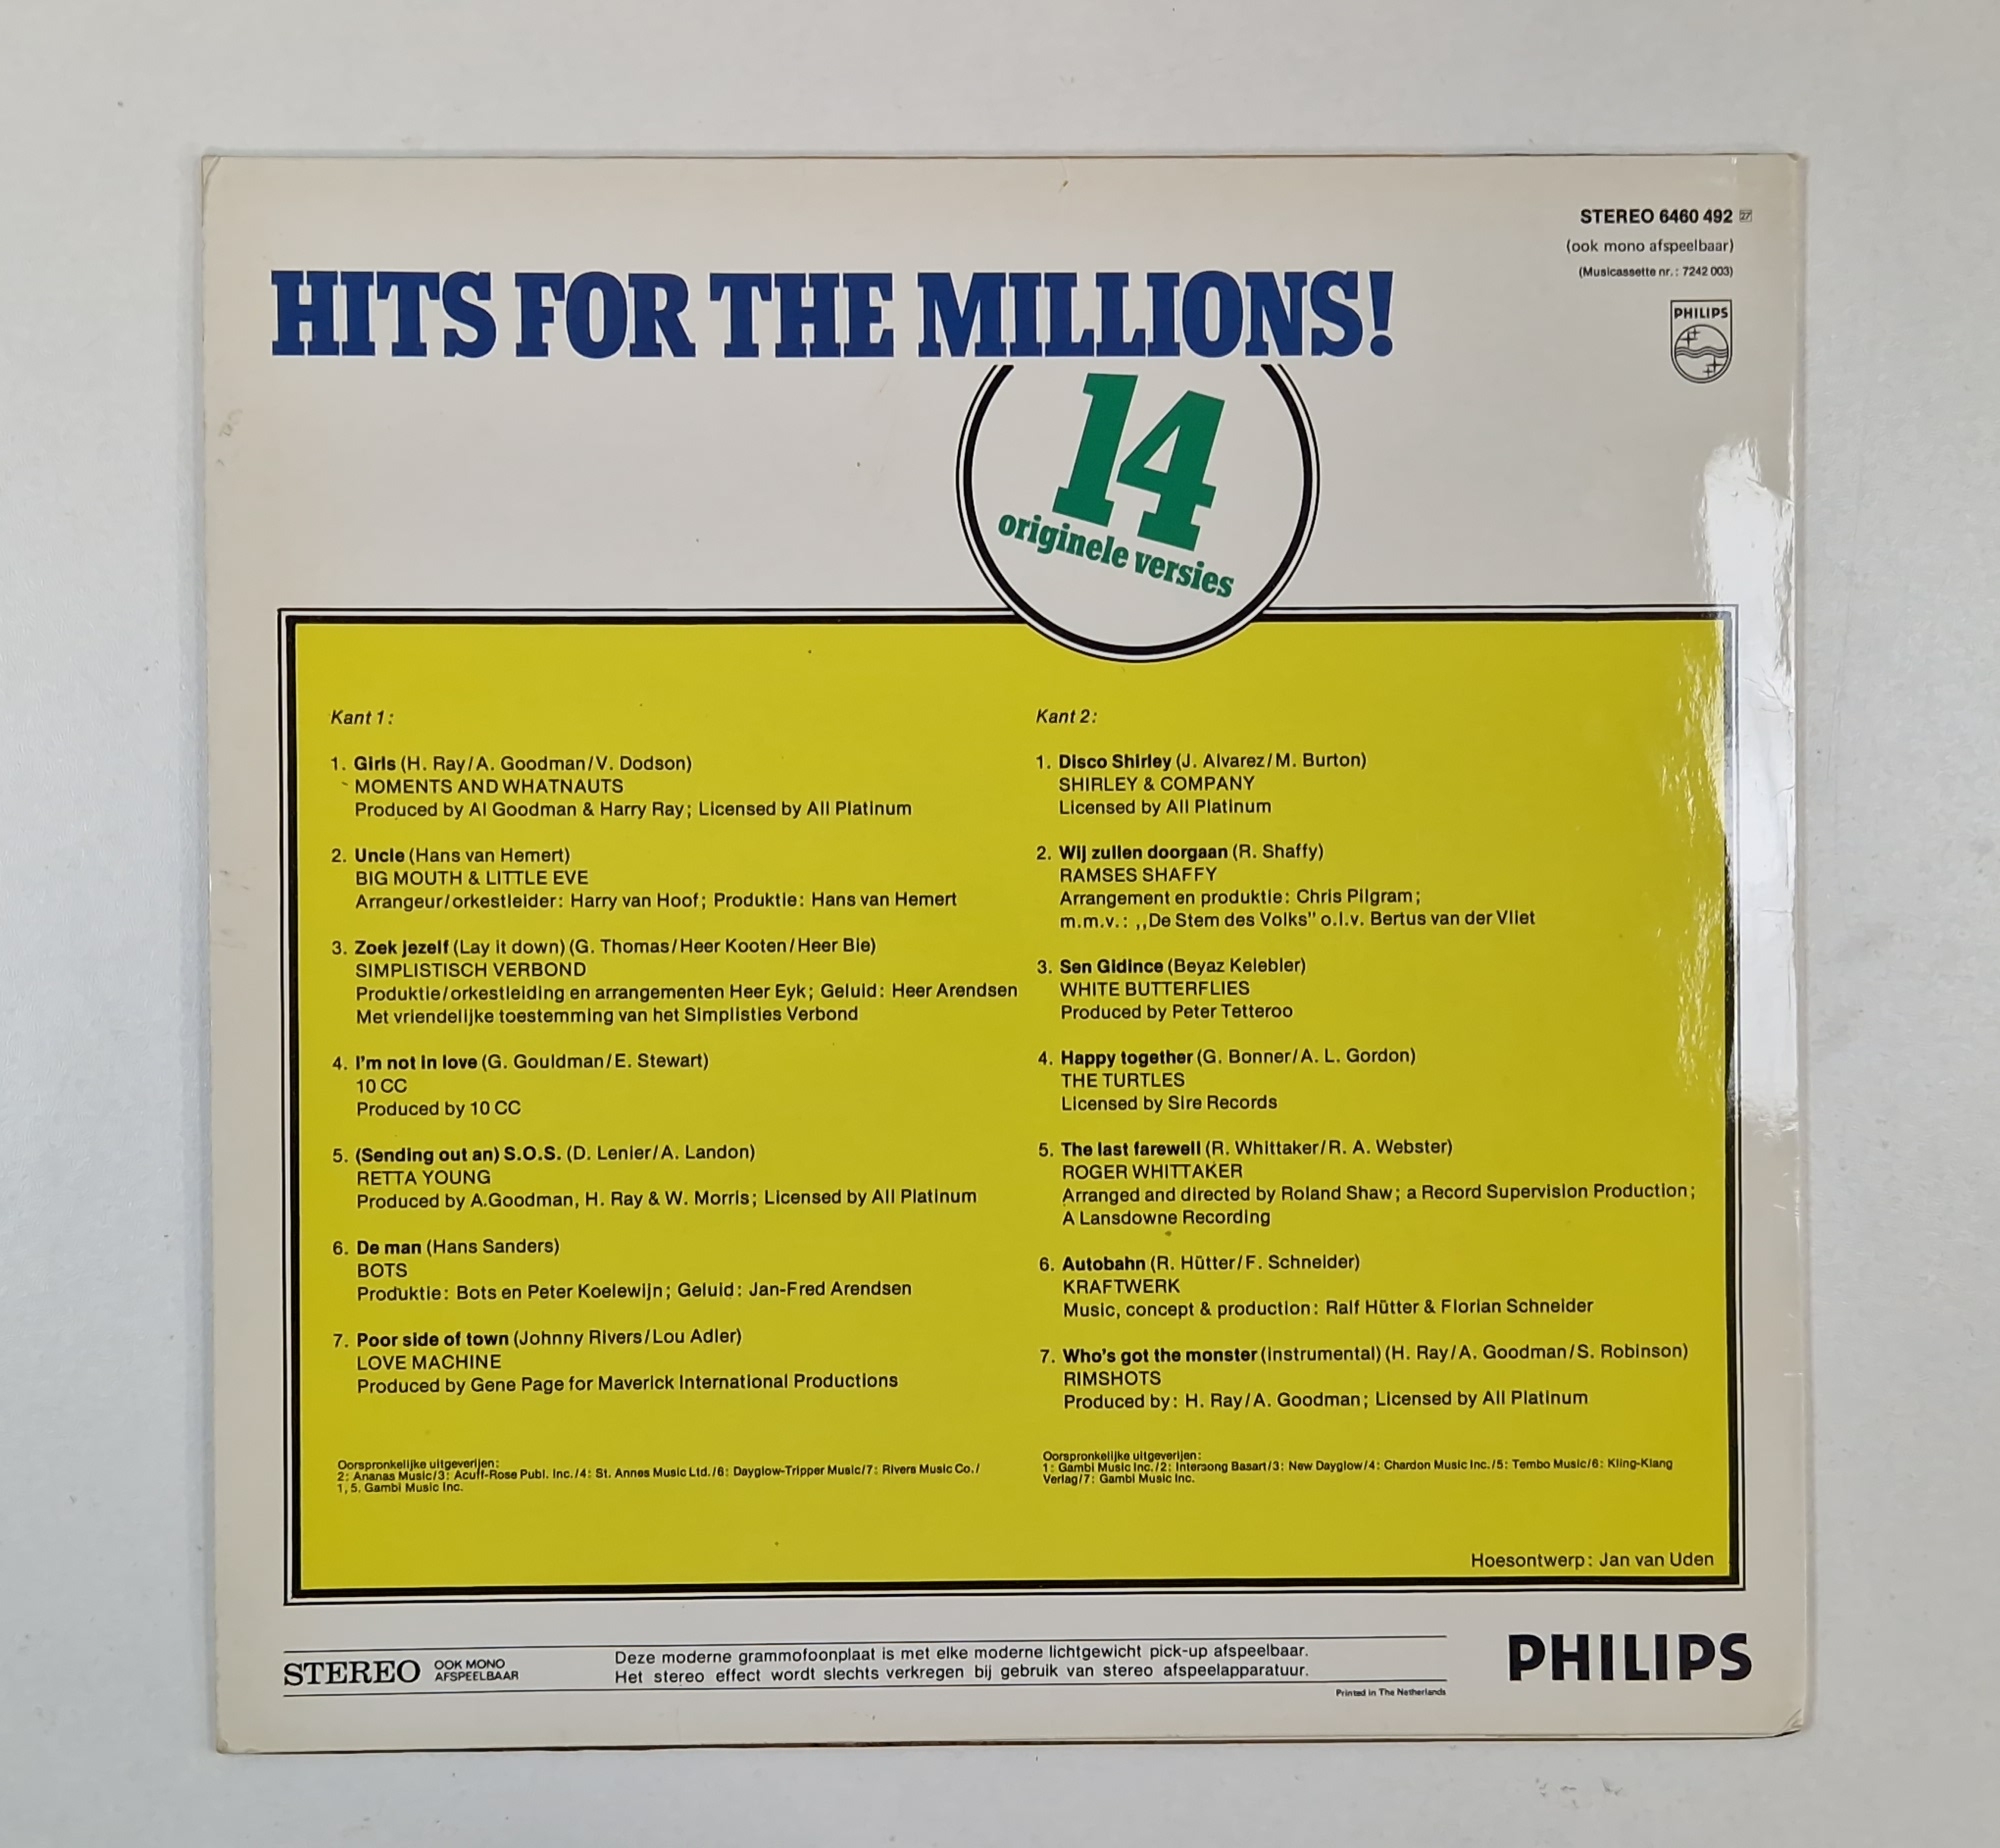 STEREO 6460 492 27
(ook mono afspeelbaar)
(Musicassette nr.: 7242 003)
PHILIPS
HITS FOR THE MILLIONS!
14
originele versies
Kant 1:
1. Girls (H. Ray/A. Goodman/V. Dodson)
MOMENTS AND WHATNAUTS
Produced by Al Goodman & Harry Ray; Licensed by All Platinum
2. Uncle (Hans van Hemert)
BIG MOUTH & LITTLE EVE
Arrangeur/orkestleider: Harry van Hoof; Produktie: Hans van Hemert
3. Zoek jezelf (Lay it down) (G. Thomas/Heer Kooten/Heer Bie)
SIMPLISTISCH VERBOND
Produktie/orkestleiding en arrangementen Heer Eyk; Geluid: Heer Arendsen
Met vriendelijke toestemming van het Simplisties Verbond
4. I'm not in love (G. Gouldman/E. Stewart)
10 CC
Produced by 10 CC
5. (Sending out an) S.O.S. (D. Lenier/A. Landon)
RETTA YOUNG
Produced by A.Goodman, H. Ray & W. Morris; Licensed by All Platinum
6. De man (Hans Sanders)
BOTS
Produktie: Bots en Peter Koelewijn; Geluid: Jan-Fred Arendsen
7. Poor side of town (Johnny Rivers/Lou Adler)
LOVE MACHINE
Produced by Gene Page for Maverick International Productions
Oorspronkelijke uitgeverijen:
2: Ananas Music/3: Acuff-Rose Publ. Inc./4: St. Annes Music Ltd./6: Dayglow-Tripper Music/7: Rivers Music Co./
1, 5. Gambi Music Inc.
Kant 2:
1. Disco Shirley (J. Alvarez/M. Burton)
SHIRLEY & COMPANY
Licensed by All Platinum
2. Wij zullen doorgaan (R. Shaffy)
RAMSES SHAFFY
Arrangement en produktie: Chris Pilgram;
m.m.v.: ,,De Stem des Volks" o.l.v. Bertus van der Vliet
3. Sen Gidince (Beyaz Kelebler)
WHITE BUTTERFLIES
Produced by Peter Tetteroo
4. Happy together (G. Bonner/A. L. Gordon)
THE TURTLES
Licensed by Sire Records
5. The last farewell (R. Whittaker/R. A. Webster)
ROGER WHITTAKER
Arranged and directed by Roland Shaw; a Record Supervision Production;
A Lansdowne Recording
6. Autobahn (R. Hütter/F. Schneider)
KRAFTWERK
Music, concept & production: Ralf Hütter & Florian Schneider
7. Who's got the monster (instrumental) (H. Ray/A. Goodman/S. Robinson)
RIMSHOTS
Produced by: H. Ray/A. Goodman; Licensed by All Platinum
Oorspronkelijke uitgeverijen:
1: Gambi Music Inc./2: Intersong Basart/3: New Dayglow/4: Chardon Music Inc./5: Tembo Music/6: Kling-Klang
Verlag/7: Gambi Music Inc.
Hoesontwerp: Jan van Uden
STEREO OOK MONO
AFSPEELBAAR
Deze moderne grammofoonplaat is met elke moderne lichtgewicht pick-up afspeelbaar.
Het stereo effect wordt slechts verkregen bij gebruik van stereo afspeelapparatuur.
Printed in The Netherlands
PHILIPS